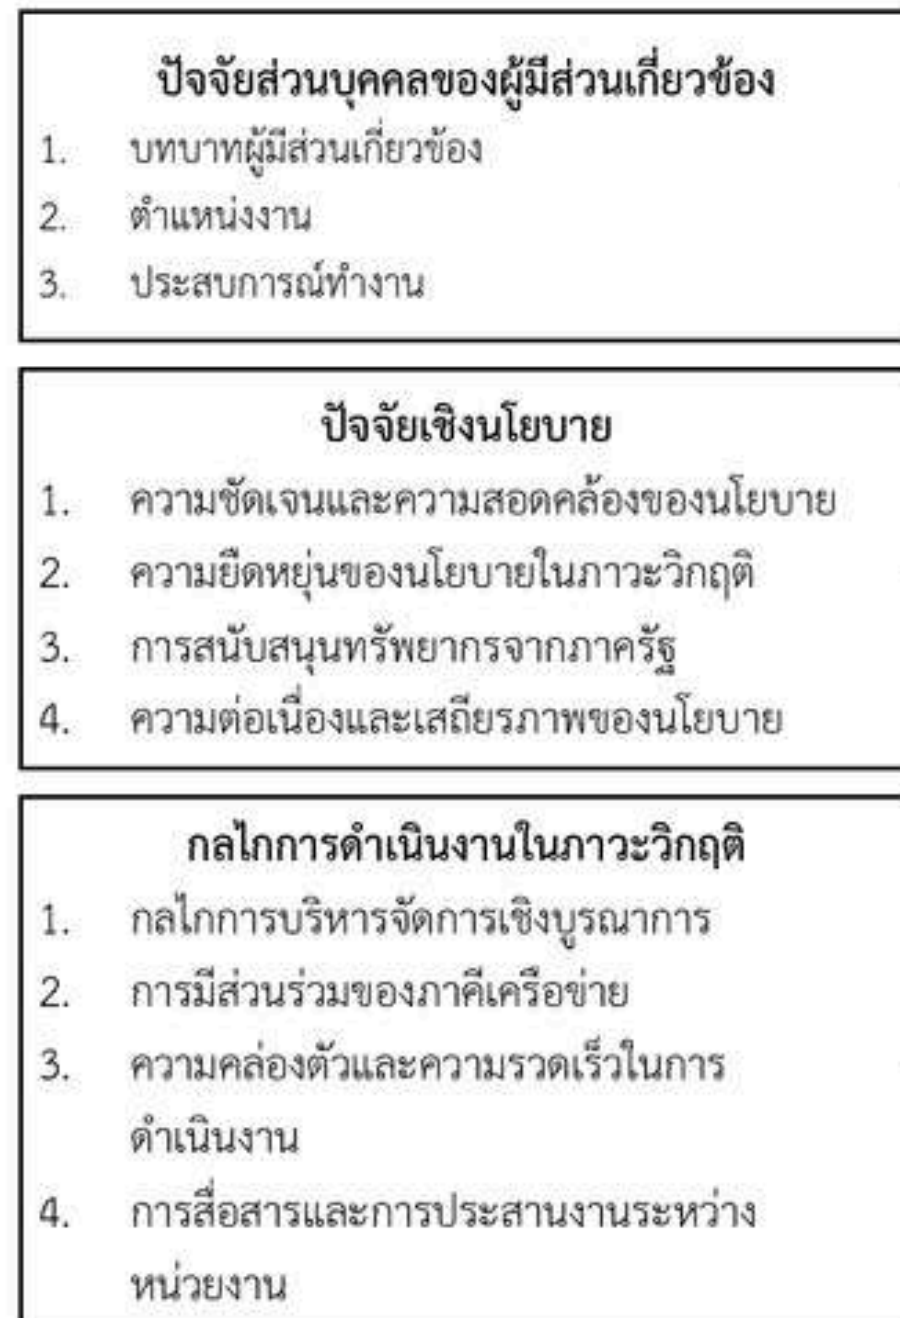 ปัจจัยส่วนบุคคลของผู้มีส่วนเกี่ยวข้อง
1. บทบาทผู้มีส่วนเกี่ยวข้อง
2. ตำแหน่งงาน
3. ประสบการณ์ทำงาน
ปัจจัยเชิงนโยบาย
1. ความชัดเจนและความสอดคล้องของนโยบาย
2. ความยืดหยุ่นของนโยบายในภาวะวิกฤติ
3. การสนับสนุนทรัพยากรจากภาครัฐ
4. ความต่อเนื่องและเสถียรภาพของนโยบาย
กลไกการดำเนินงานในภาวะวิกฤติ
1. กลไกการบริหารจัดการเชิงบูรณาการ
2. การมีส่วนร่วมของภาคีเครือข่าย
3. ความคล่องตัวและความรวดเร็วในการ
ดำเนินงาน
4. การสื่อสารและการประสานงานระหว่าง
หน่วยงาน